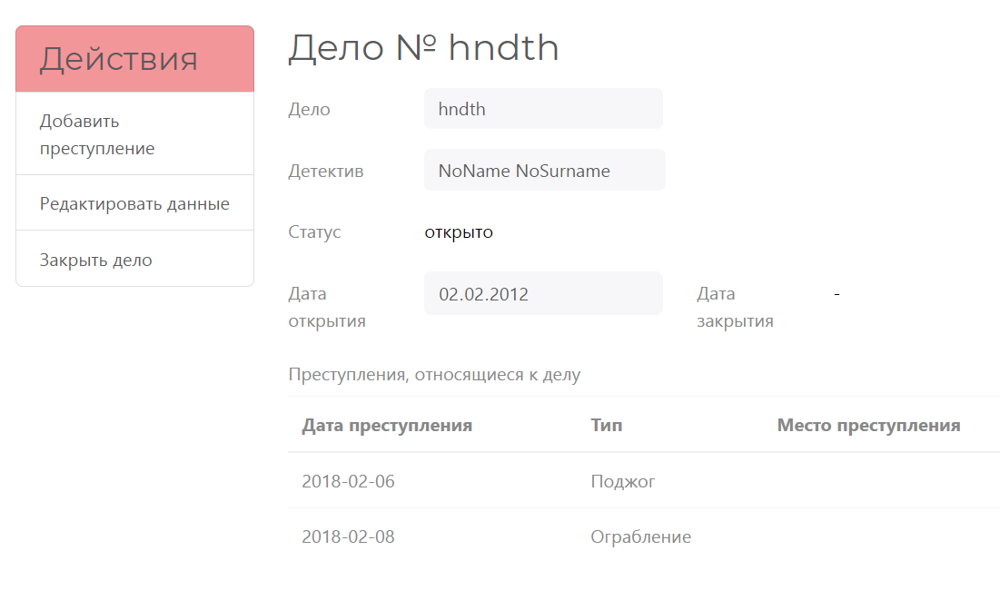 Действия
Добавить
преступление
Редактировать данные
Закрыть дело
Дело № hndth
Дело hndth
Детектив NoName NoSurname
Статус открыто
Дата 02.02.2012 Дата -
открытия закрытия
Преступления, относящиеся к делу
Дата преступления Тип Место преступления
2018-02-06 Поджог
2018-02-08 Ограбление